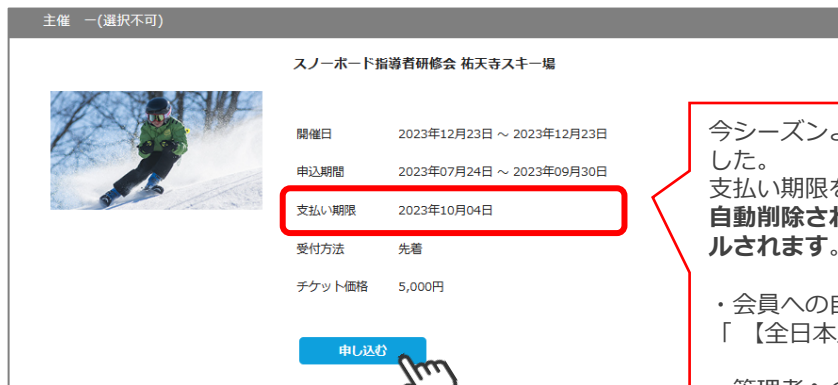 主催　ー(選択不可)
スノーボード指導者研修会 祐天寺スキー場
開催日　2023年12月23日 ～ 2023年12月23日
申込期間　2023年07月24日 ～ 2023年09月30日
支払い期限　2023年10月04日
受付方法　先着
チケット価格　5,000円
申し込む
今シーズン
した。
支払い期限
自動削除さ
ルされます。
・会員への
「 【全日本